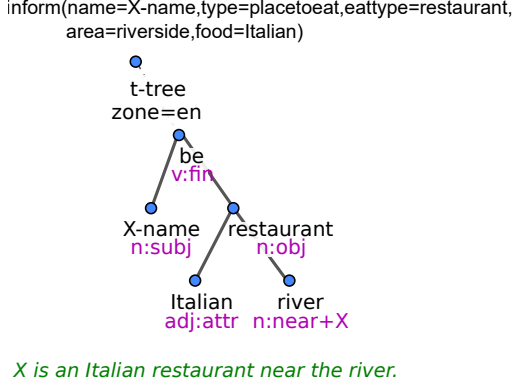 inform(name=X-name,type=placetoeat,eattype=restaurant,
area=riverside,food=Italian)
t-tree
zone=en
be
v:fin
X-name restaurant
n:subj n:obj
Italian river
adj:attr n:near+X
X is an Italian restaurant near the river.